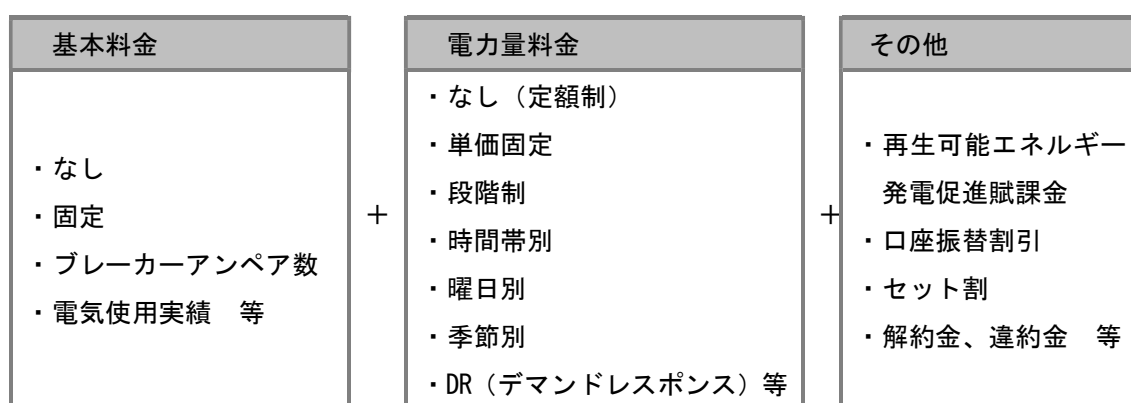 基本料金
・なし
・固定
・ブレーカーアンペア数
・電気使用実績　等
＋
電力量料金
・なし（定額制）
・単価固定
・段階制
・時間帯別
・曜日別
・季節別
・DR（デマンドレスポンス）等
＋
その他
・再生可能エネルギー
発電促進賦課金
・口座振替割引
・セット割
・解約金、違約金　等